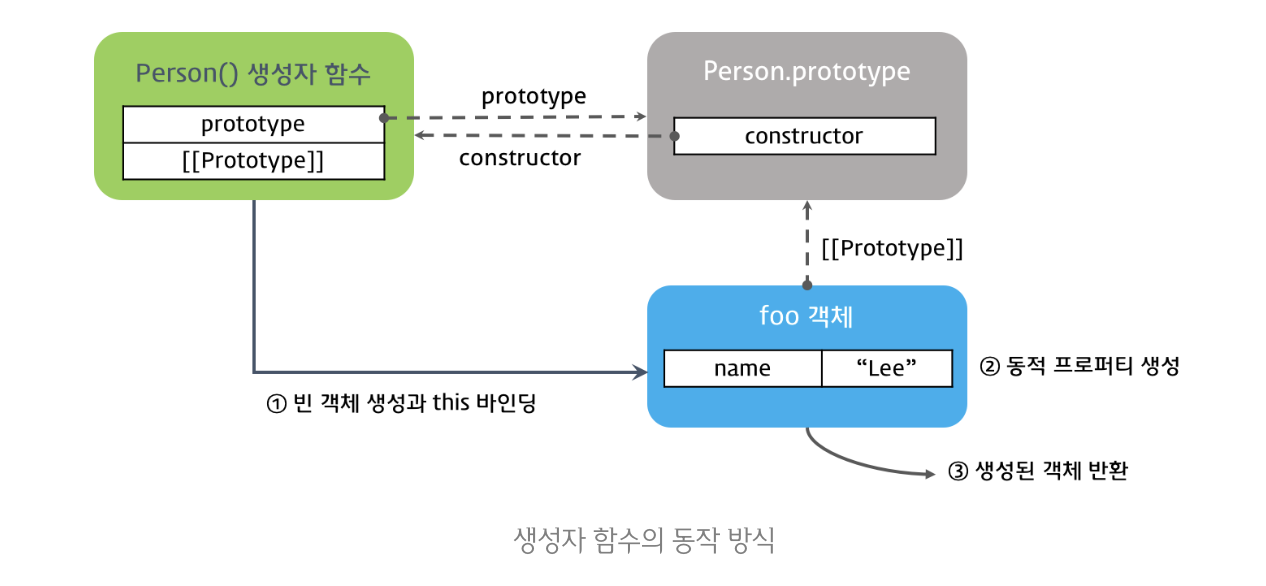 Person() 생성자 함수
prototype
[[Prototype]]
prototype
constructor
Person.prototype
constructor
[[Prototype]]
foo 객체
name "Lee"
① 빈 객체 생성과 this 바인딩
② 동적 프로퍼티 생성
③ 생성된 객체 반환
생성자 함수의 동작 방식